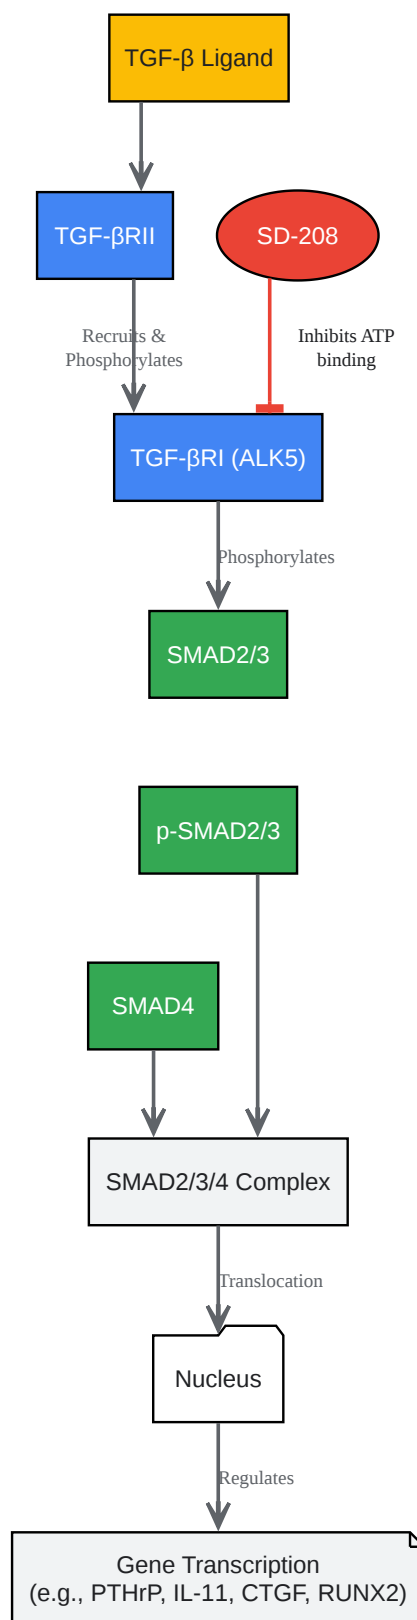 TGF-β Ligand
TGF-βRII
SD-208
Recruits &
Phosphorylates
Inhibits ATP
binding
TGF-βRI (ALK5)
Phosphorylates
SMAD2/3
p-SMAD2/3
SMAD4
SMAD2/3/4 Complex
Translocation
Nucleus
Regulates
Gene Transcription
(e.g., PTHrP, IL-11, CTGF, RUNX2)